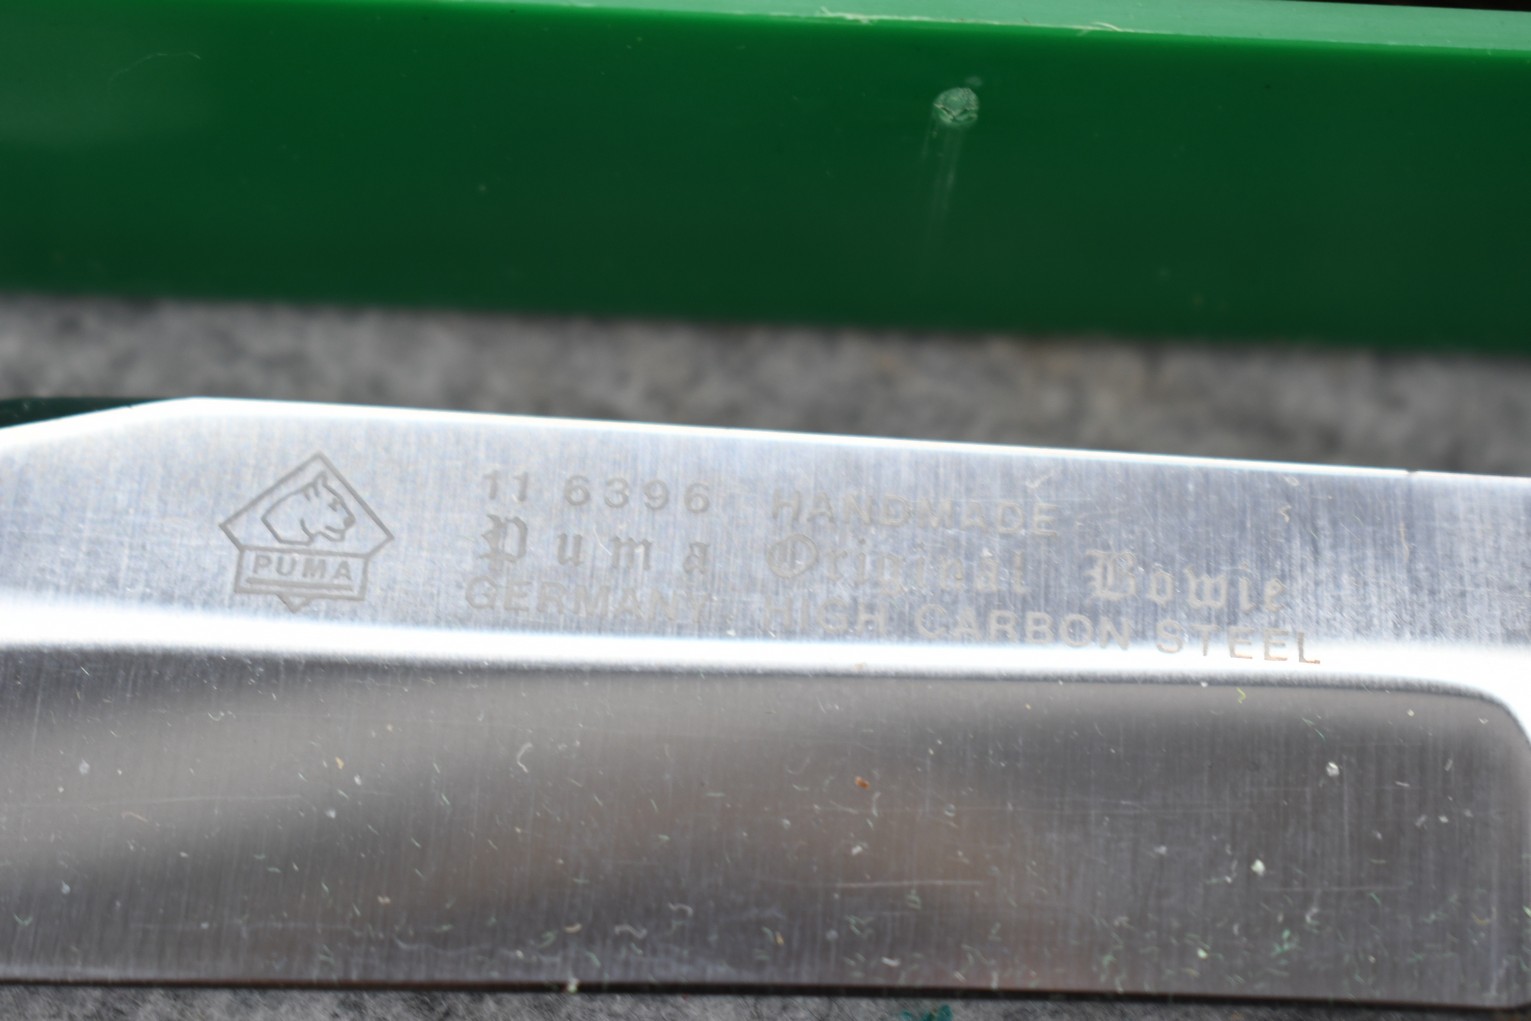 PUMA
11 6396 HANDMADE
Puma Original Bowie
GERMANY HIGH CARBON STEEL